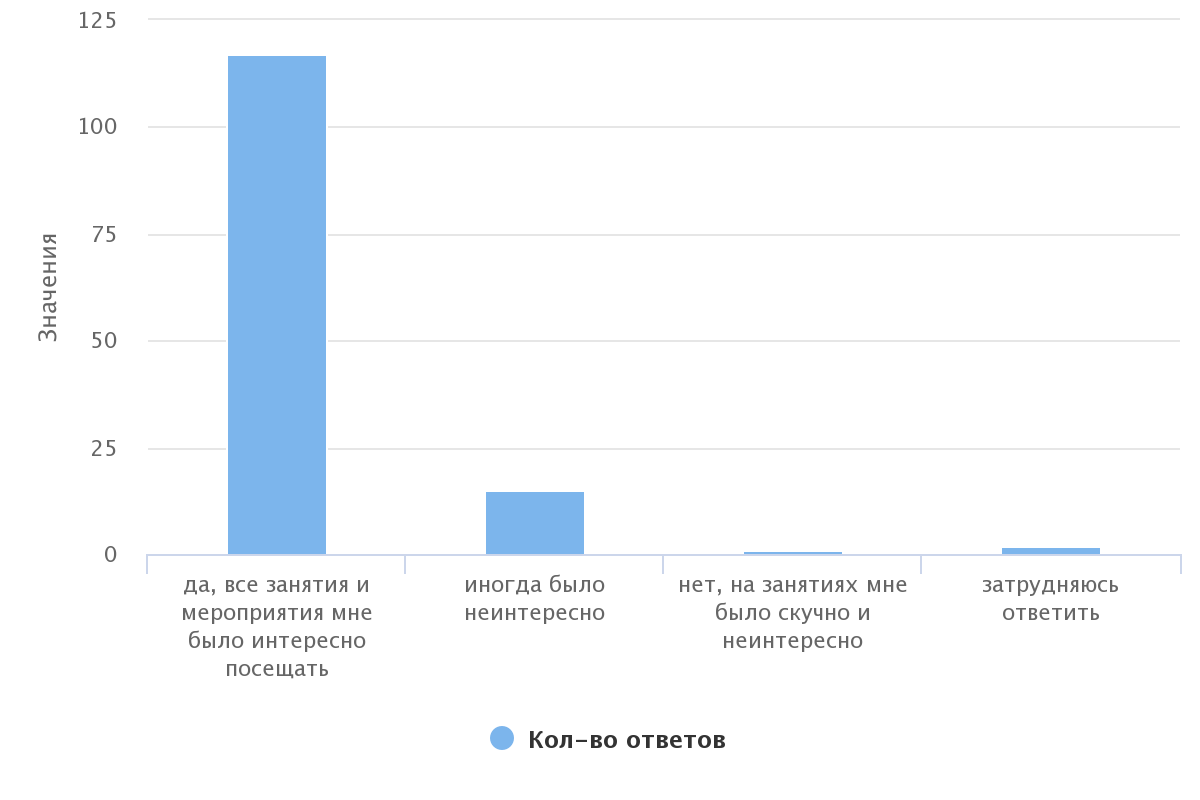 125
100
75
50
25
0
Значения
да, все занятия и
мероприятия мне
было интересно
посещать
иногда было
неинтересно
нет, на занятиях мне
было скучно и
неинтересно
затрудняюсь
ответить
Кол-во ответов